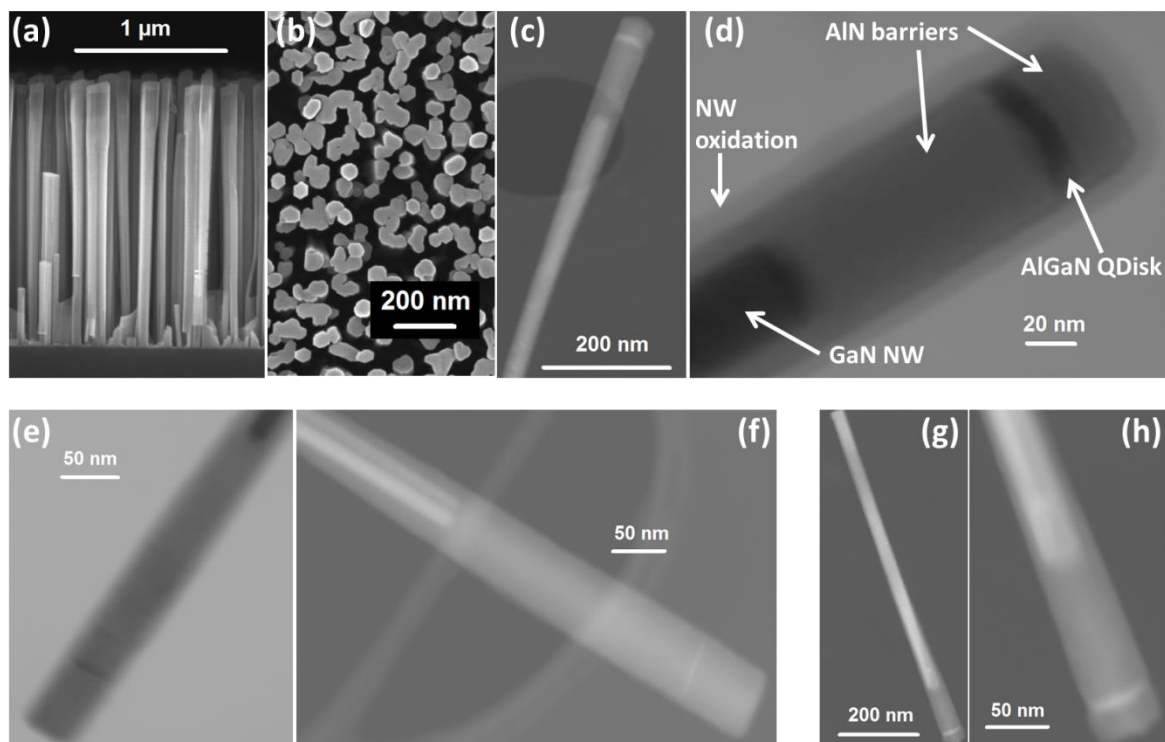 (a)
1 µm
(b)
200 nm
(c)
200 nm
(d)
AlN barriers
NW
oxidation
AlGaN QDisk
20 nm
GaN NW
(e)
50 nm
(f)
50 nm
(g)
200 nm
(h)
50 nm